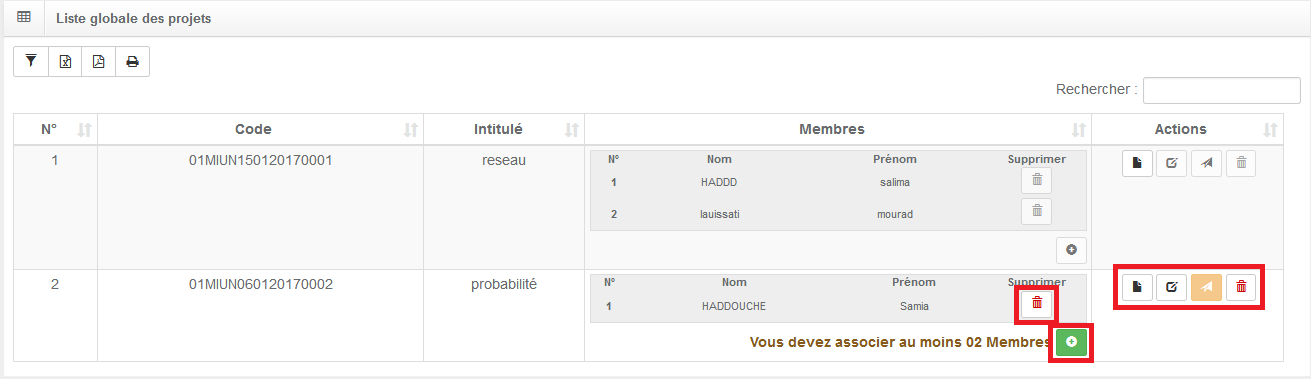 Liste globale des projets
Rechercher :
N° Code Intitulé Membres Actions
1 01MIUN150120170001 reseau
N° Nom Prénom Supprimer
1 HADDD salima
2 lauissati mourad
2 01MIUN060120170002 probabilité
N° Nom Prénom Supprimer
1 HADDOUCHE Samia
Vous devez associer au moins 02 Membres